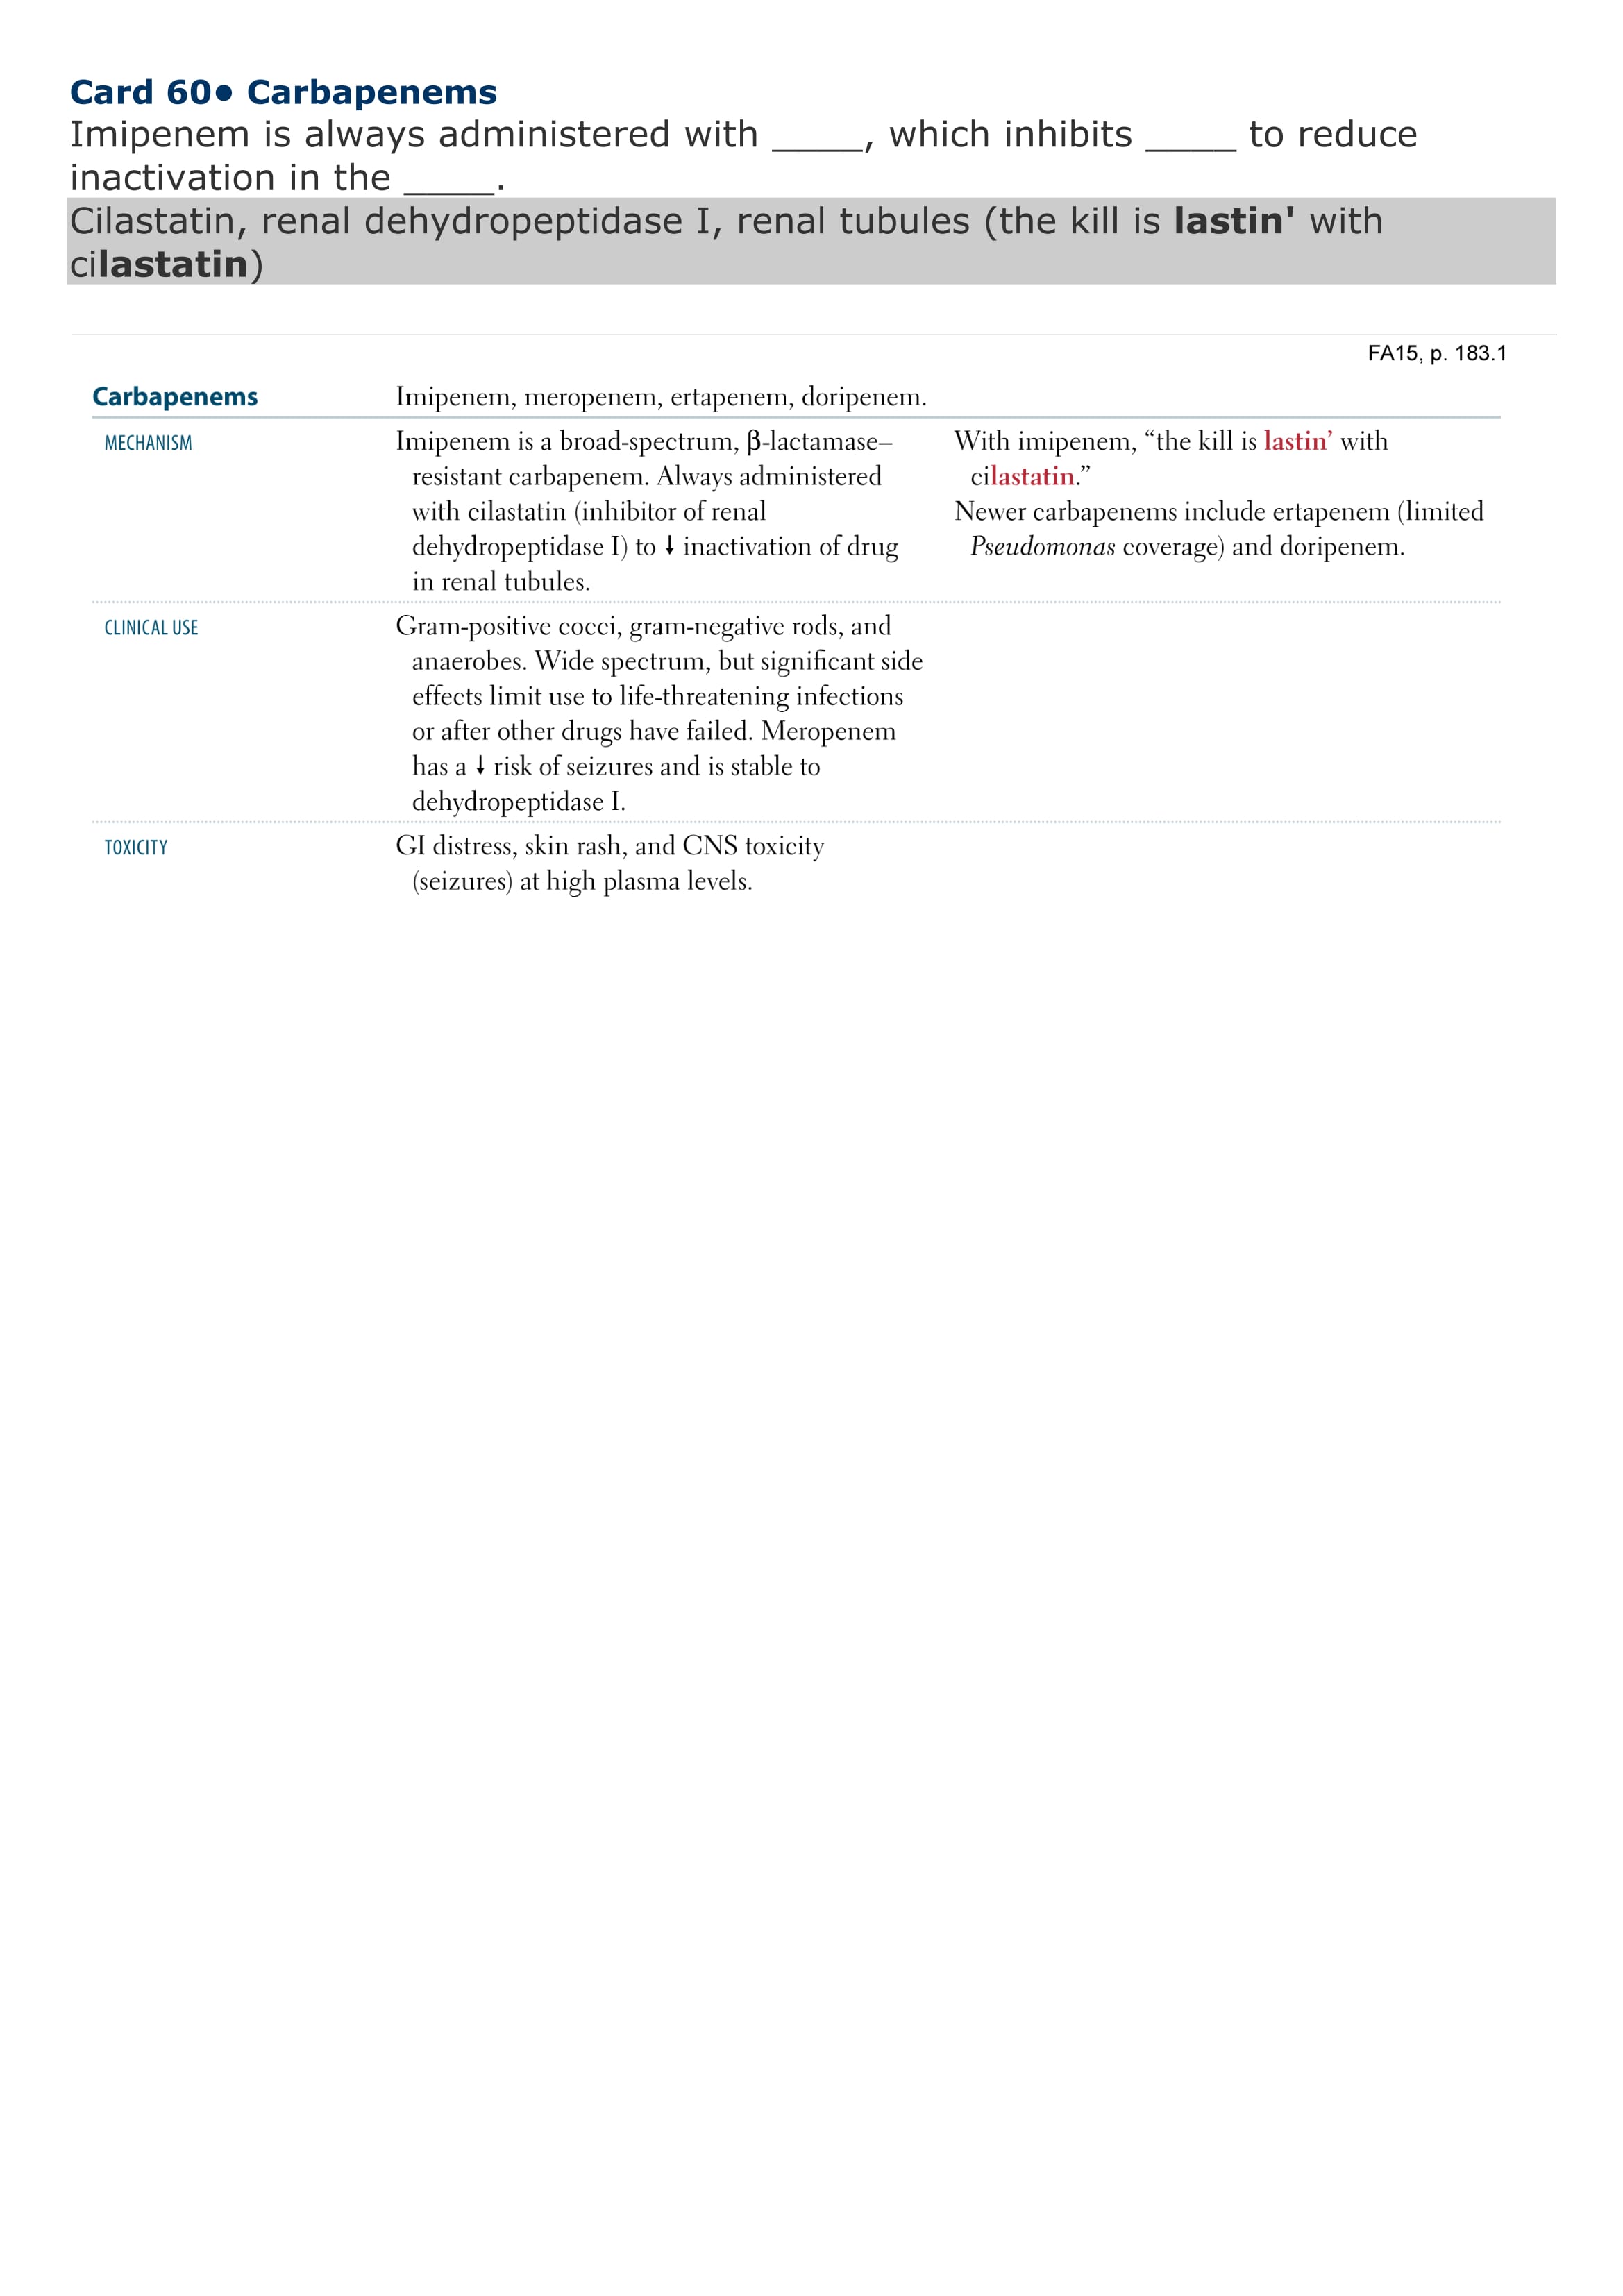 Card 60● Carbapenems
Imipenem is always administered with ____, which inhibits ____ to reduce
inactivation in the ____.
Cilastatin, renal dehydropeptidase I, renal tubules (the kill is lastin' with
cilastatin)
FA15, p. 183.1
Carbapenems
Imipenem, meropenem, ertapenem, doripenem.
MECHANISM
Imipenem is a broad-spectrum, β-lactamase–
resistant carbapenem. Always administered
with cilastatin (inhibitor of renal
dehydropeptidase I) to ↓ inactivation of drug
in renal tubules.
With imipenem, “the kill is lastin’ with
cilastatin.”
Newer carbapenems include ertapenem (limited
Pseudomonas coverage) and doripenem.
CLINICAL USE
Gram-positive cocci, gram-negative rods, and
anaerobes. Wide spectrum, but significant side
effects limit use to life-threatening infections
or after other drugs have failed. Meropenem
has a ↓ risk of seizures and is stable to
dehydropeptidase I.
TOXICITY
GI distress, skin rash, and CNS toxicity
(seizures) at high plasma levels.